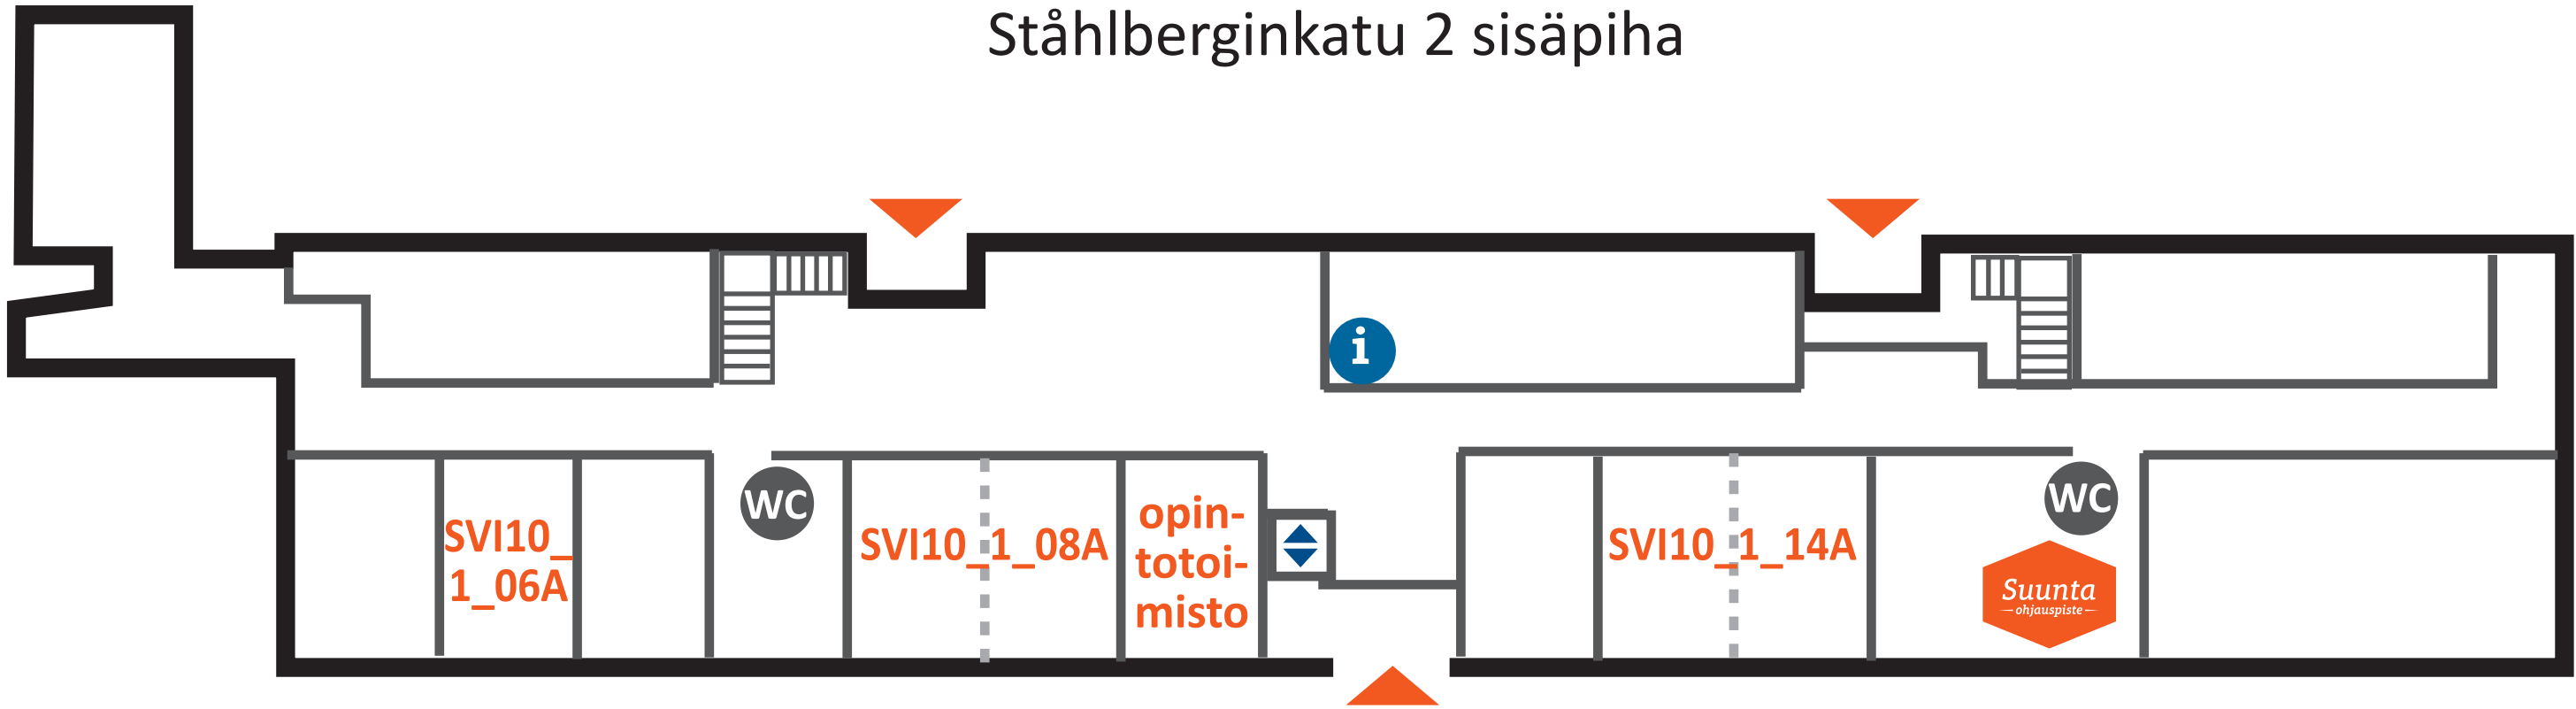 Ståhlberginkatu 2 sisäpiha
i
SVI10_
1_06A
WC
SVI10_1_08A
opin-
totoi-
misto
SVI10_1_14A
WC
Suunta
ohjauspiste